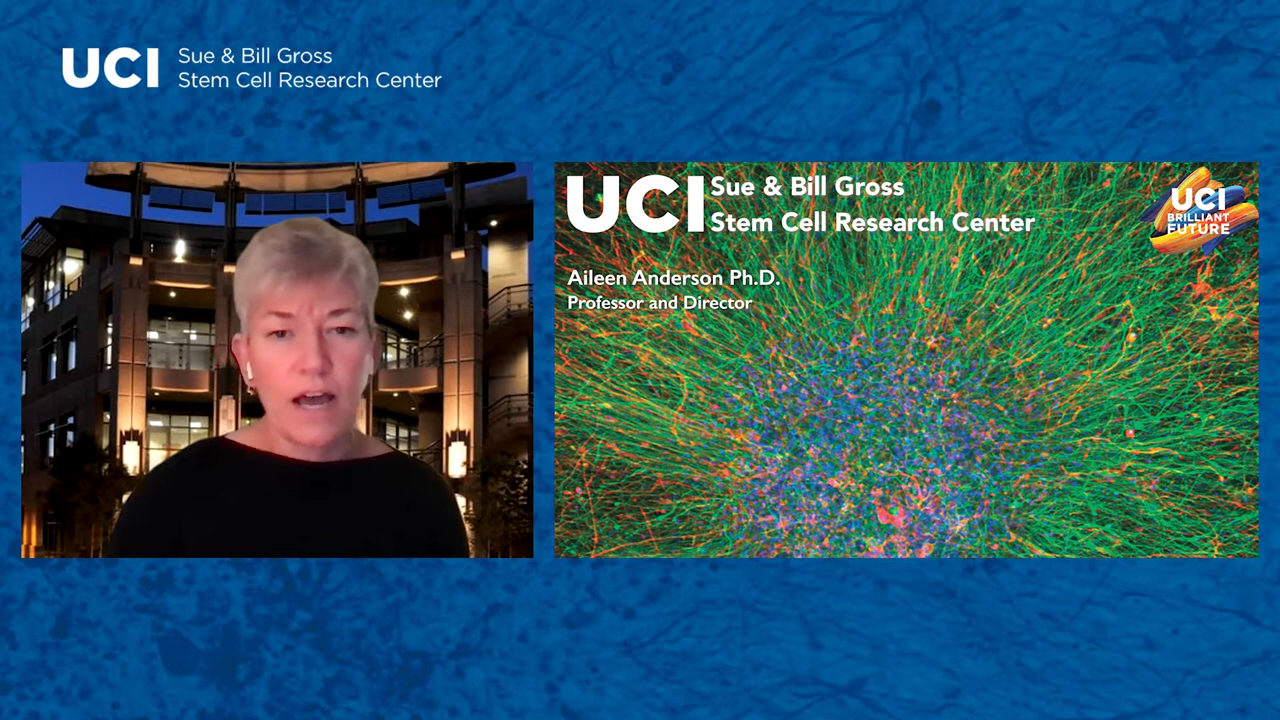 UCI Sue & Bill Gross
Stem Cell Research Center
UCI Sue & Bill Gross
Stem Cell Research Center
UCI
BRILLIANT
FUTURE
Aileen Anderson Ph.D.
Professor and Director